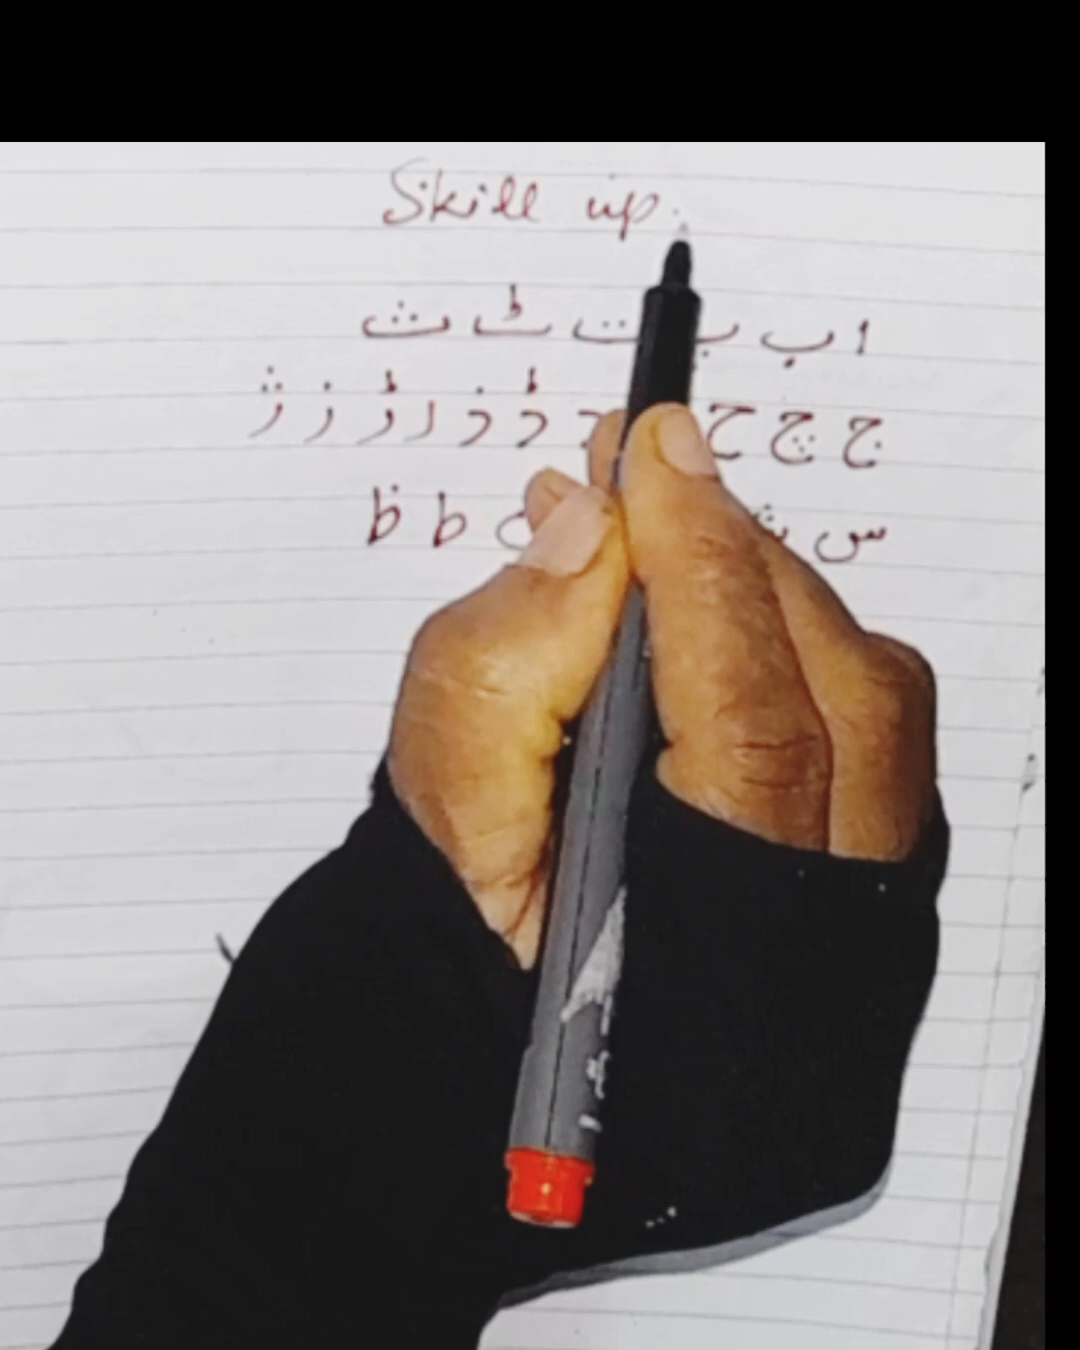 Skill up.
ا ب پ ت ٹ ث
ج چ ح د ڈ ذ ر ڑ ز ژ
س ش ط ظ